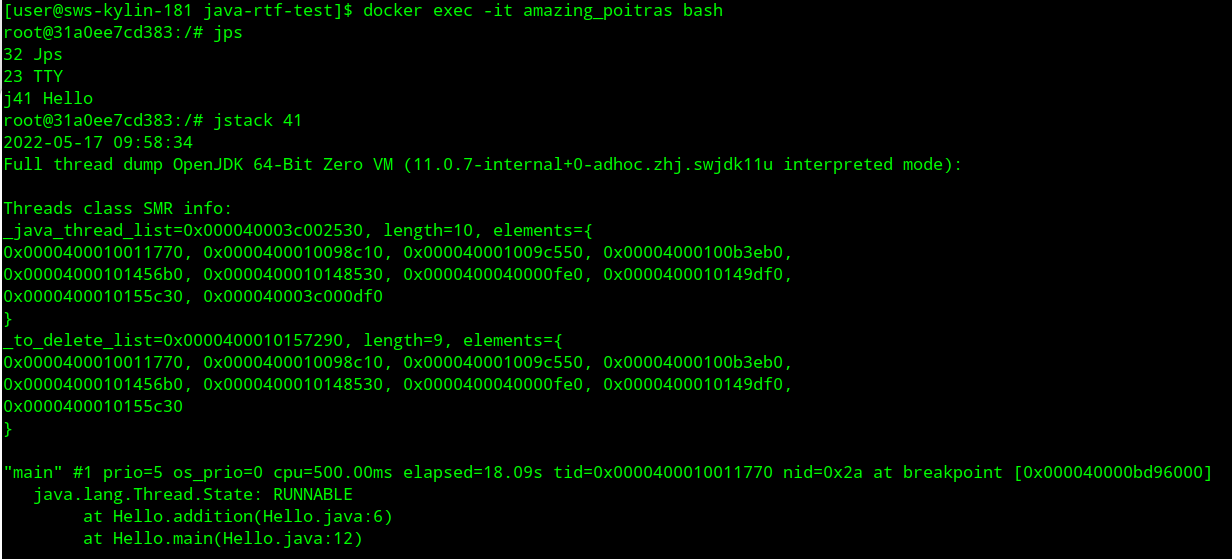 [user@sws-kylin-181 java-rtf-test]$ docker exec -it amazing_poitras bash
root@31a0ee7cd383:/# jps
32 Jps
23 TTY
j41 Hello
root@31a0ee7cd383:/# jstack 41
2022-05-17 09:58:34
Full thread dump OpenJDK 64-Bit Zero VM (11.0.7-internal+0-adhoc.zhj.swjdk11u interpreted mode):

Threads class SMR info:
_java_thread_list=0x000040003c002530, length=10, elements={
0x0000400010011770, 0x0000400010098c10, 0x000040001009c550, 0x00004000100b3eb0,
0x00004000101456b0, 0x0000400010148530, 0x0000400040000fe0, 0x0000400010149df0,
0x0000400010155c30, 0x000040003c000df0
}
_to_delete_list=0x0000400010157290, length=9, elements={
0x0000400010011770, 0x0000400010098c10, 0x000040001009c550, 0x00004000100b3eb0,
0x00004000101456b0, 0x0000400010148530, 0x0000400040000fe0, 0x0000400010149df0,
0x0000400010155c30
}

"main" #1 prio=5 os_prio=0 cpu=500.00ms elapsed=18.09s tid=0x0000400010011770 nid=0x2a at breakpoint [0x000040000bd96000]
   java.lang.Thread.State: RUNNABLE
        at Hello.addition(Hello.java:6)
        at Hello.main(Hello.java:12)